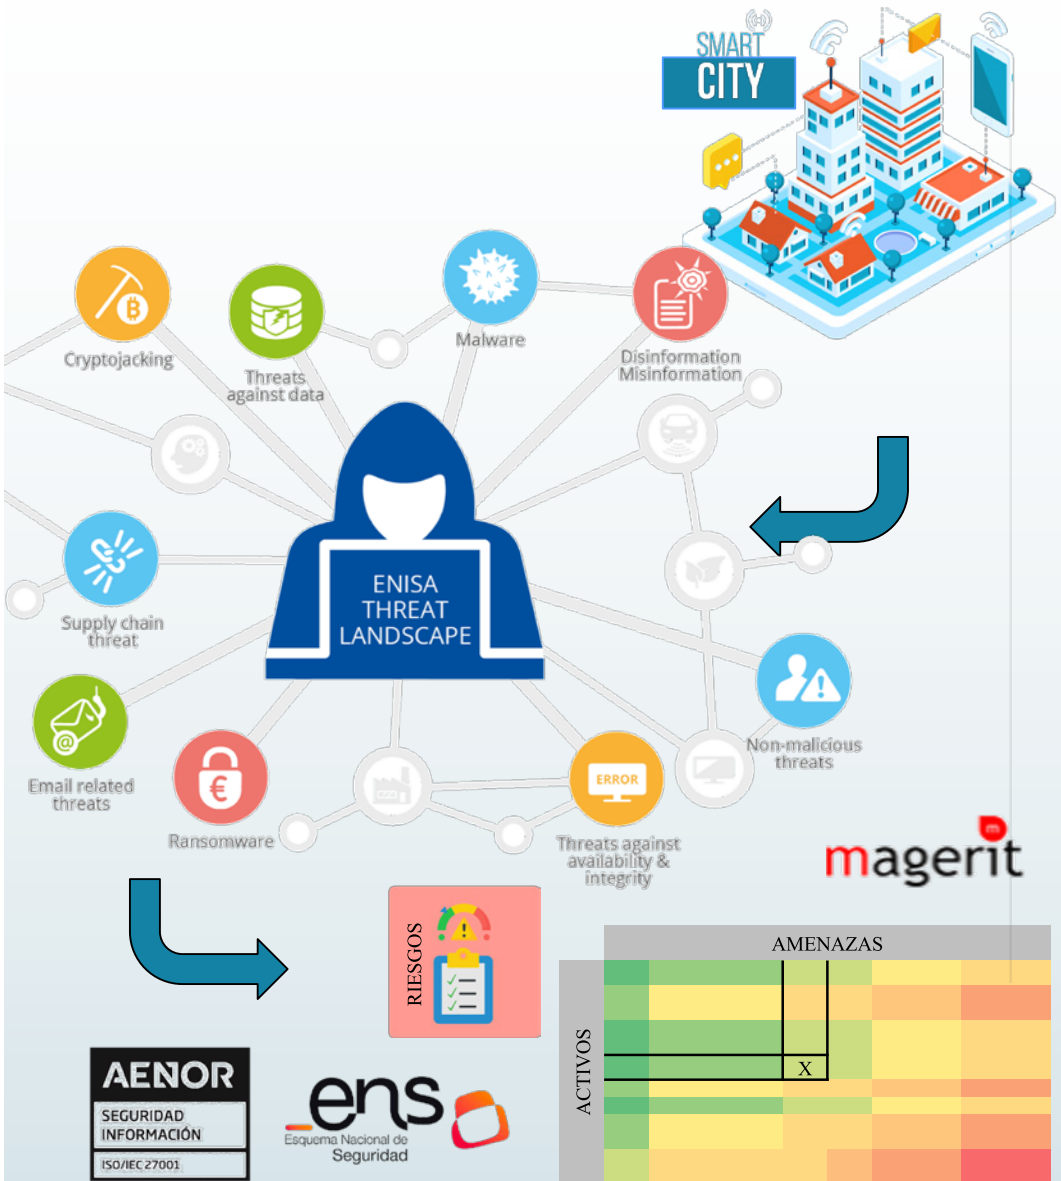 SMART
CITY
Cryptojacking
Threats
against data
Malware
Disinformation
Misinformation
Supply chain
threat
ENISA
THREAT
LANDSCAPE
Email related
threats
Ransomware
ERROR
Threats against
availability &
integrity
Non-malicious
threats
magerit
RIESGOS
AMENAZAS
ACTIVOS
X
AENOR
SEGURIDAD
INFORMACIÓN
ISO/IEC 27001
ens
Esquema Nacional de
Seguridad